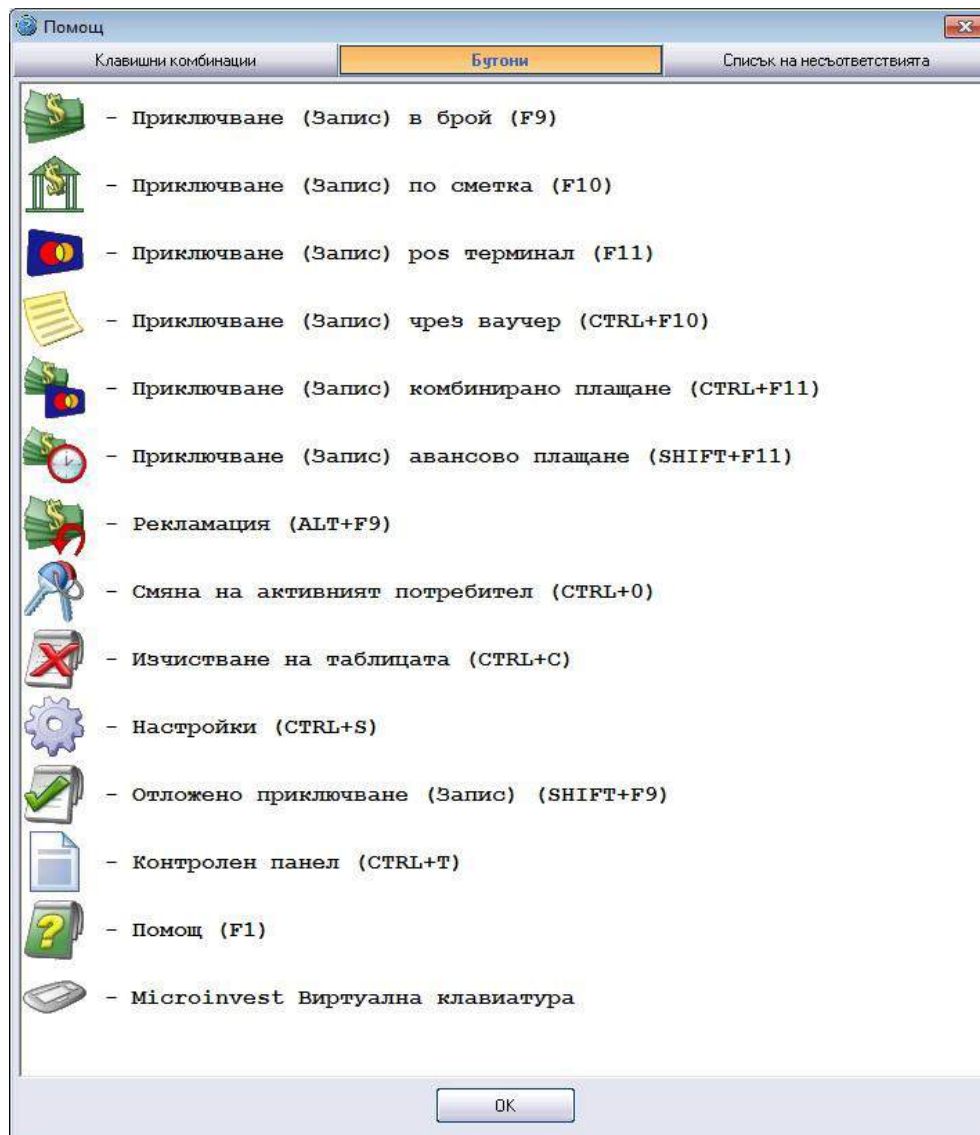 Помощ
Клавишни комбинации
Бутони
Списък на несъответствията
- Приключване (Запис) в брой (F9)
- Приключване (Запис) по сметка (F10)
- Приключване (Запис) pos терминал (F11)
- Приключване (Запис) чрез ваучер (CTRL+F10)
- Приключване (Запис) комбинирано плащане (CTRL+F11)
- Приключване (Запис) авансово плащане (SHIFT+F11)
- Рекламация (ALT+F9)
- Смяна на активният потребител (CTRL+0)
- Изчистване на таблицата (CTRL+C)
- Настройки (CTRL+S)
- Отложено приключване (Запис) (SHIFT+F9)
- Контролен панел (CTRL+T)
- Помощ (F1)
- Microinvest Виртуална клавиатура
OK